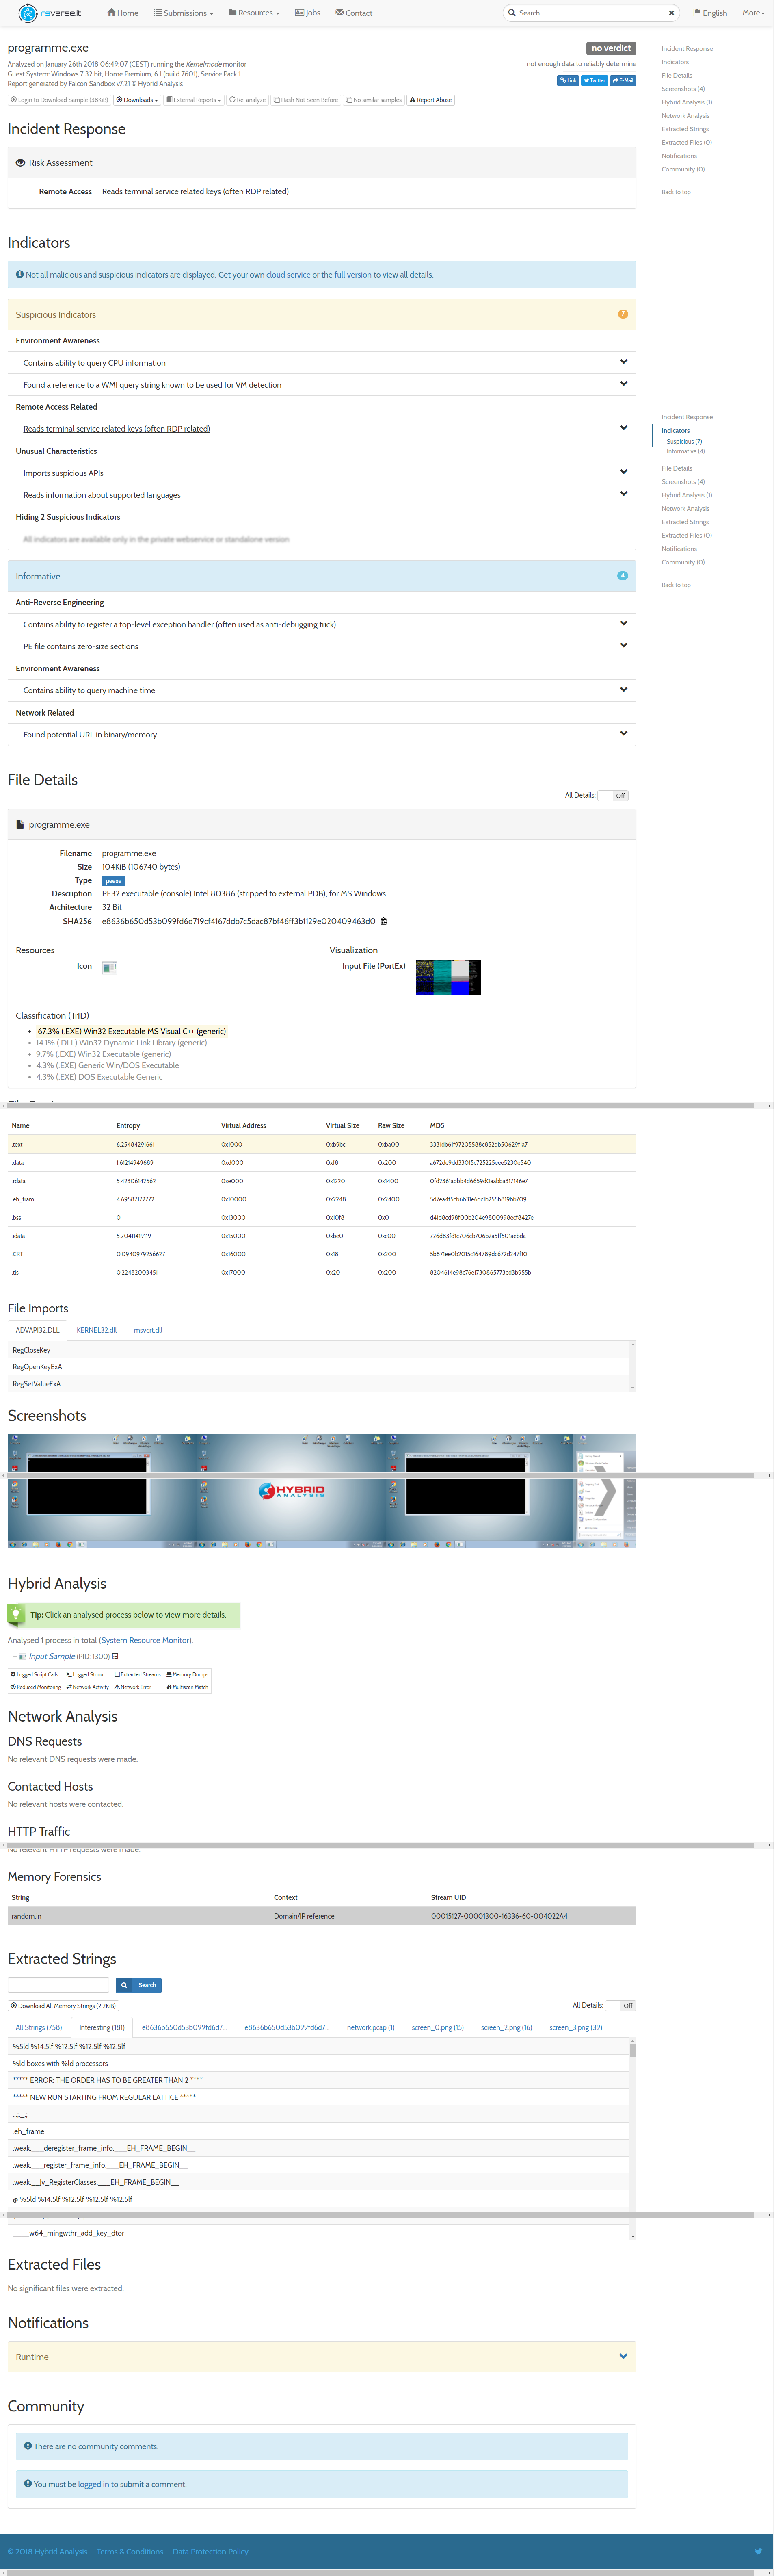 reverse.it
Home Submissions Resources Jobs Contact
Search ...
English More
programme.exe
no verdict
Analyzed on January 26th 2018 06:49:07 (CEST) running the Kernelmode monitor
not enough data to reliably determine
Guest System: Windows 7 32 bit, Home Premium, 6.1 (build 7601), Service Pack 1
Report generated by Falcon Sandbox v7.21 © Hybrid Analysis
Link Twitter E-Mail
Login to Download Sample (38KiB) Downloads External Reports Re-analyze Hash Not Seen Before No similar samples Report Abuse
Incident Response
Indicators
File Details
Screenshots (4)
Hybrid Analysis (1)
Network Analysis
Extracted Strings
Extracted Files (0)
Notifications
Community (0)
Back to top
Incident Response
Risk Assessment
Remote Access Reads terminal service related keys (often RDP related)
Indicators
Not all malicious and suspicious indicators are displayed. Get your own cloud service or the full version to view all details.
Suspicious Indicators 7
Environment Awareness
Contains ability to query CPU information
Found a reference to a WMI query string known to be used for VM detection
Remote Access Related
Reads terminal service related keys (often RDP related)
Unusual Characteristics
Imports suspicious APIs
Reads information about supported languages
Hiding 2 Suspicious Indicators
All indicators are available only in the private webservice or standalone version
Incident Response
Indicators
Suspicious (7)
Informative (4)
File Details
Screenshots (4)
Hybrid Analysis (1)
Network Analysis
Extracted Strings
Extracted Files (0)
Notifications
Community (0)
Back to top
Informative 4
Anti-Reverse Engineering
Contains ability to register a top-level exception handler (often used as anti-debugging trick)
PE file contains zero-size sections
Environment Awareness
Contains ability to query machine time
Network Related
Found potential URL in binary/memory
File Details
All Details: Off
programme.exe
Filename programme.exe
Size 104KiB (106740 bytes)
Type peexe
Description PE32 executable (console) Intel 80386 (stripped to external PDB), for MS Windows
Architecture 32 Bit
SHA256 e8636b650d53b099fd6d719cf4167ddb7c5dac87bf46ff3b1129e020409463d0
Resources
Icon
Visualization
Input File (PortEx)
Classification (TrID)
67.3% (.EXE) Win32 Executable MS Visual C++ (generic)
14.1% (.DLL) Win32 Dynamic Link Library (generic)
9.7% (.EXE) Win32 Executable (generic)
4.3% (.EXE) Generic Win/DOS Executable
4.3% (.EXE) DOS Executable Generic
Name Entropy Virtual Address Virtual Size Raw Size MD5
.text 6.25484291661 0x1000 0xb9bc 0xba00 3331db61f97205588c852db50629f1a7
.data 1.61214949689 0xd000 0xf8 0x200 a672de9dd33015c725225eee5230e540
.rdata 5.42306142562 0xe000 0x1220 0x1400 0fd2361abbb4d6659d0aabba317146e7
.eh_fram 4.69587172772 0x10000 0x2248 0x2400 5d7ea4f5cb6b31e6dc1b255b819bb709
.bss 0 0x13000 0x10f8 0x0 d41d8cd98f00b204e9800998ecf8427e
.idata 5.20411419119 0x15000 0xbe0 0xc00 726d83fd1c706cb706b2a5ff501aebda
.CRT 0.0940979256627 0x16000 0x18 0x200 5b871ee0b2015c164789dc672d247f10
.tls 0.22482003451 0x17000 0x20 0x200 8204614e98c76e1730865773ed3b955b
File Imports
ADVAPI32.DLL KERNEL32.dll msvcrt.dll
RegCloseKey
RegOpenKeyExA
RegSetValueExA
Screenshots
HYBRID
ANALYSIS
Hybrid Analysis
Tip: Click an analysed process below to view more details.
Analysed 1 process in total (System Resource Monitor).
Input Sample (PID: 1300)
Logged Script Calls Logged Stdout Extracted Streams Memory Dumps
Reduced Monitoring Network Activity Network Error Multiscan Match
Network Analysis
DNS Requests
No relevant DNS requests were made.
Contacted Hosts
No relevant hosts were contacted.
HTTP Traffic
No relevant HTTP requests were made.
Memory Forensics
String Context Stream UID
random.in Domain/IP reference 00015127-00001300-16336-60-004022A4
Extracted Strings
Search
Download All Memory Strings (2.2KiB)
All Details: Off
All Strings (758) Interesting (181) e8636b650d53b099fd6d7... e8636b650d53b099fd6d7... network.pcap (1) screen_0.png (15) screen_2.png (16) screen_3.png (39)
%5ld %14.5lf %12.5lf %12.5lf %12.5lf
%ld boxes with %ld processors
***** ERROR: THE ORDER HAS TO BE GREATER THAN 2 ****
***** NEW RUN STARTING FROM REGULAR LATTICE *****
.eh_frame
.weak.___deregister_frame_info.___EH_FRAME_BEGIN__
.weak.___register_frame_info.___EH_FRAME_BEGIN__
.weak.__Jv_RegisterClasses.___EH_FRAME_BEGIN__
@ %5ld %14.5lf %12.5lf %12.5lf %12.5lf
____w64_mingwthr_add_key_dtor
Extracted Files
No significant files were extracted.
Notifications
Runtime
Community
There are no community comments.
You must be logged in to submit a comment.
© 2018 Hybrid Analysis — Terms & Conditions — Data Protection Policy